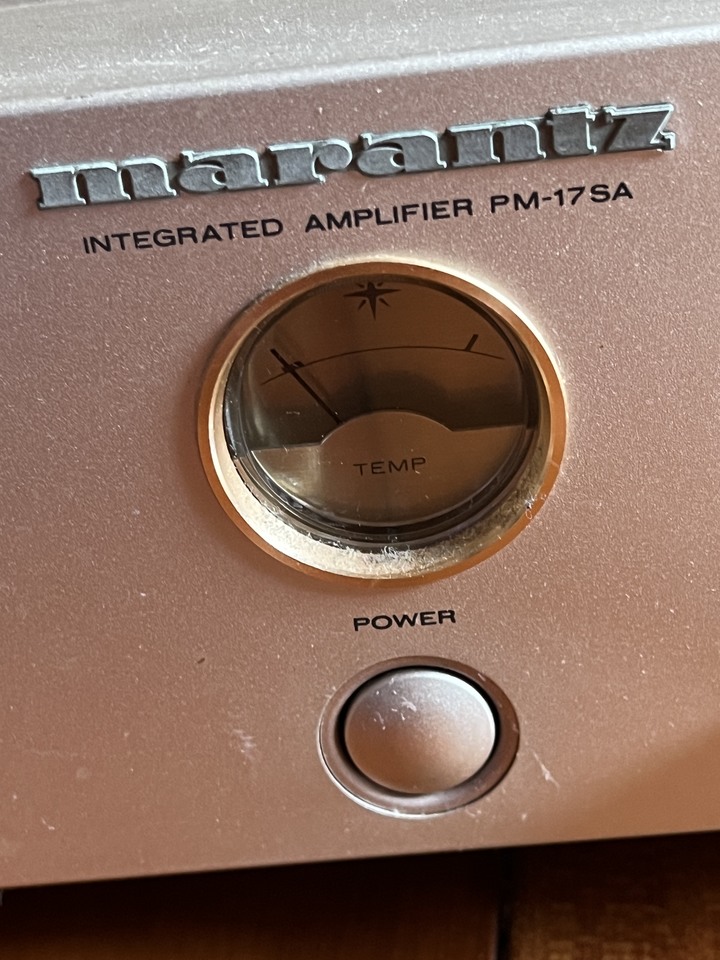 marantz
INTEGRATED AMPLIFIER PM-17SA
TEMP
POWER